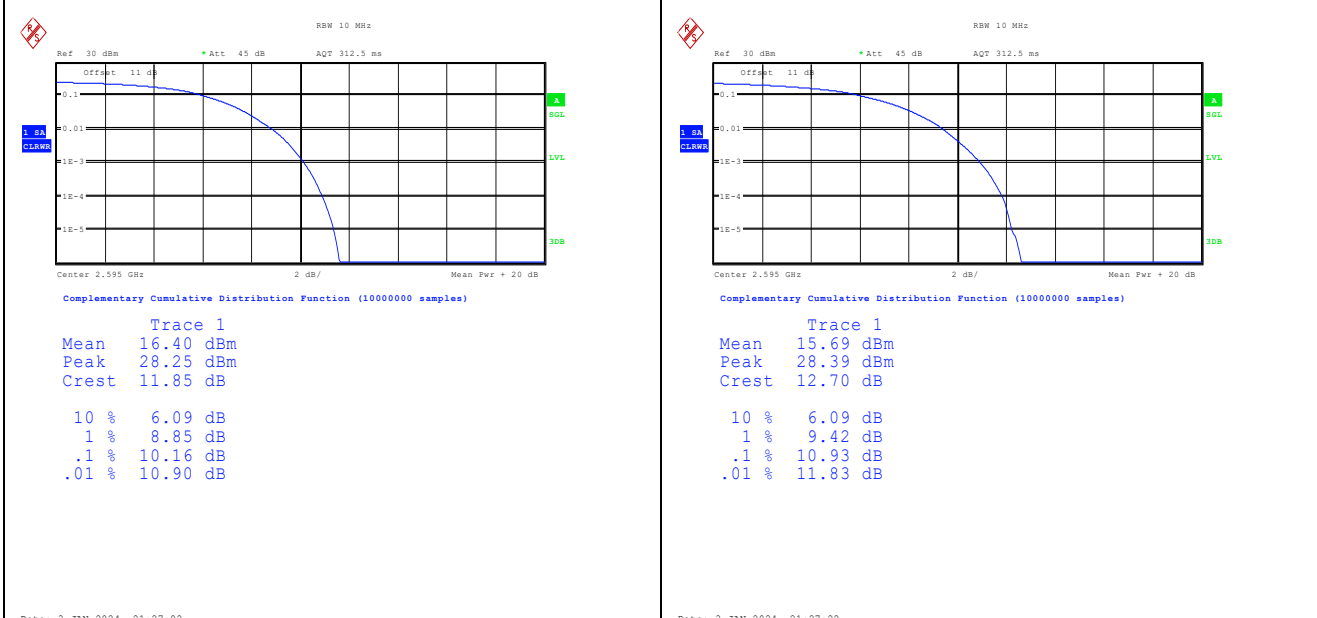 RBW 10 MHz
Ref 30 dBm * Att 45 dB AQT 312.5 ms
Offset 11 dB
0.1
0.01
1E-3
1E-4
1E-5
1 SA
CLRWR
A
SGL
LVL
3DB
Center 2.595 GHz 2 dB/ Mean Pwr + 20 dB
Complementary Cumulative Distribution Function (10000000 samples)
Trace 1
Mean 16.40 dBm
Peak 28.25 dBm
Crest 11.85 dB
10 % 6.09 dB
1 % 8.85 dB
.1 % 10.16 dB
.01 % 10.90 dB
RBW 10 MHz
Ref 30 dBm * Att 45 dB AQT 312.5 ms
Offset 11 dB
0.1
0.01
1E-3
1E-4
1E-5
1 SA
CLRWR
A
SGL
LVL
3DB
Center 2.595 GHz 2 dB/ Mean Pwr + 20 dB
Complementary Cumulative Distribution Function (10000000 samples)
Trace 1
Mean 15.69 dBm
Peak 28.39 dBm
Crest 12.70 dB
10 % 6.09 dB
1 % 9.42 dB
.1 % 10.93 dB
.01 % 11.83 dB